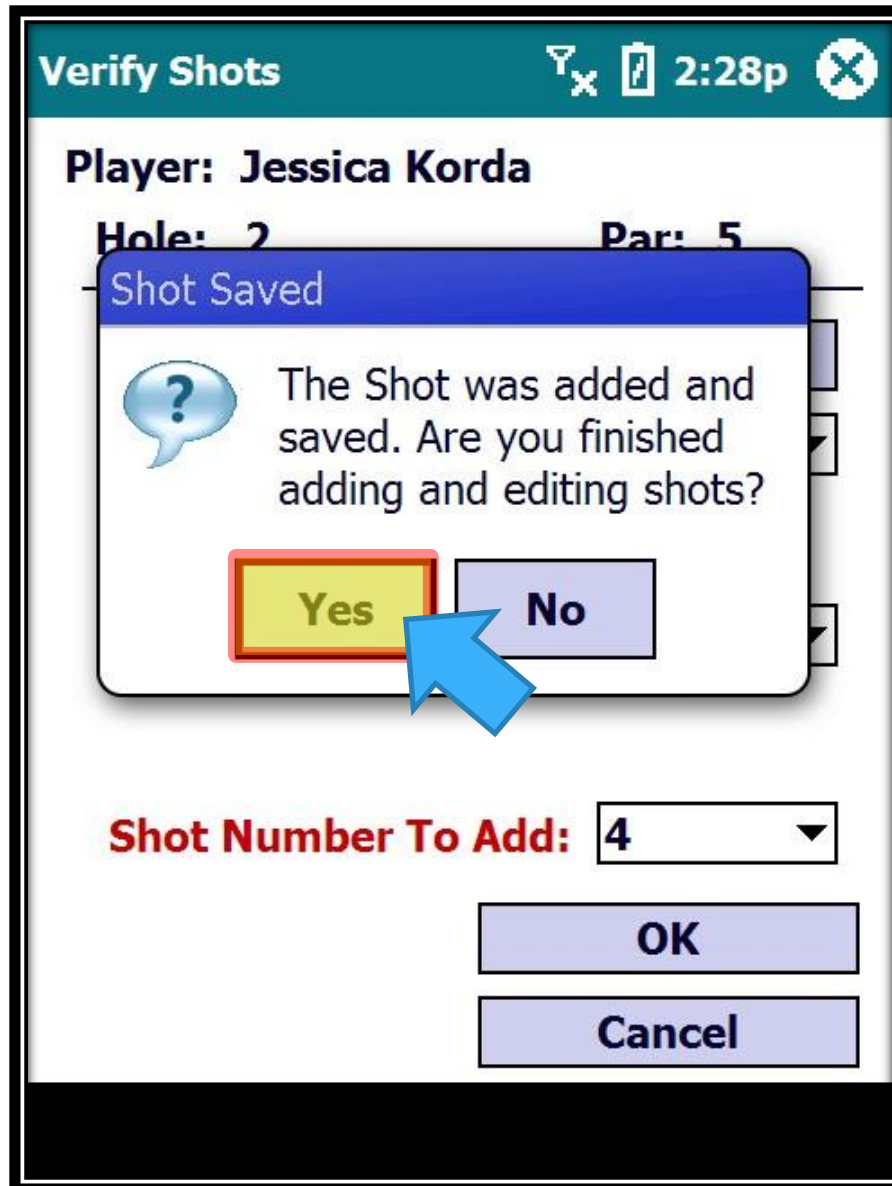 Verify Shots 2:28p
Player: Jessica Korda
Hole: 2 Par: 5
Shot Saved
?
The Shot was added and
saved. Are you finished
adding and editing shots?
Yes No
Shot Number To Add: 4
OK
Cancel